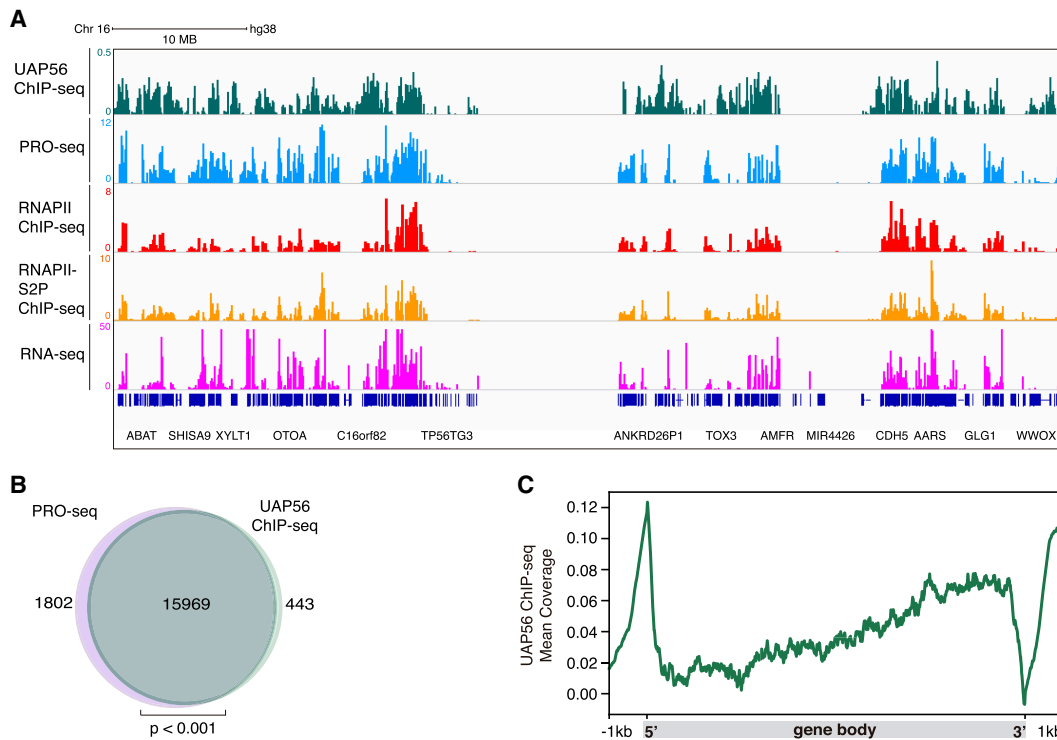 A
Chr 16
hg38
10 MB
UAP56
ChIP-seq
0.5
0
PRO-seq
12
0
RNAPII
ChIP-seq
8
0
RNAPII-
S2P
ChIP-seq
10
0
RNA-seq
50
0
ABAT SHISA9 XYLT1 OTOA C16orf82 TP56TG3 ANKRD26P1 TOX3 AMFR MIR4426 CDH5 AARS GLG1 WWOX
B
PRO-seq
UAP56
ChIP-seq
1802
15969
443
p < 0.001
C
UAP56 ChIP-seq
Mean Coverage
0.12
0.10
0.08
0.06
0.04
0.02
0.00
-1kb 5' gene body 3' 1kb